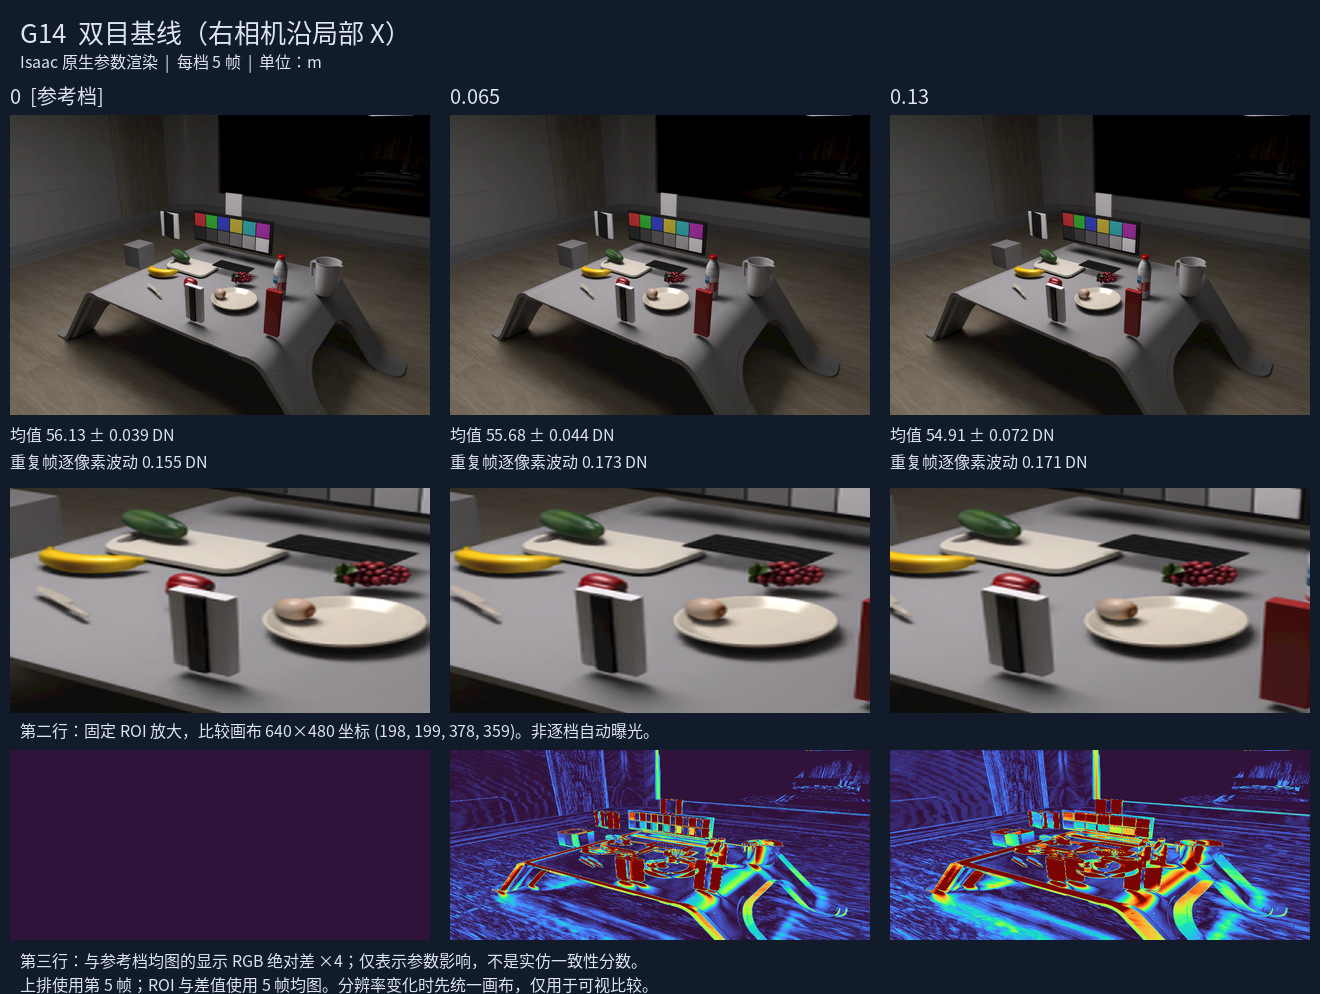 G14 双目基线（右相机沿局部 X）
Isaac 原生参数渲染 | 每档 5 帧 | 单位：m
0 [参考档]
0.065
0.13
均值 56.13 ± 0.039 DN
均值 55.68 ± 0.044 DN
均值 54.91 ± 0.072 DN
重复帧逐像素波动 0.155 DN
重复帧逐像素波动 0.173 DN
重复帧逐像素波动 0.171 DN
第二行：固定 ROI 放大，比较画布 640×480 坐标 (198, 199, 378, 359)。非逐档自动曝光。
第三行：与参考档均图的显示 RGB 绝对差 ×4；仅表示参数影响，不是实仿一致性分数。
上排使用第 5 帧；ROI 与差值使用 5 帧均图。分辨率变化时先统一画布，仅用于可视比较。